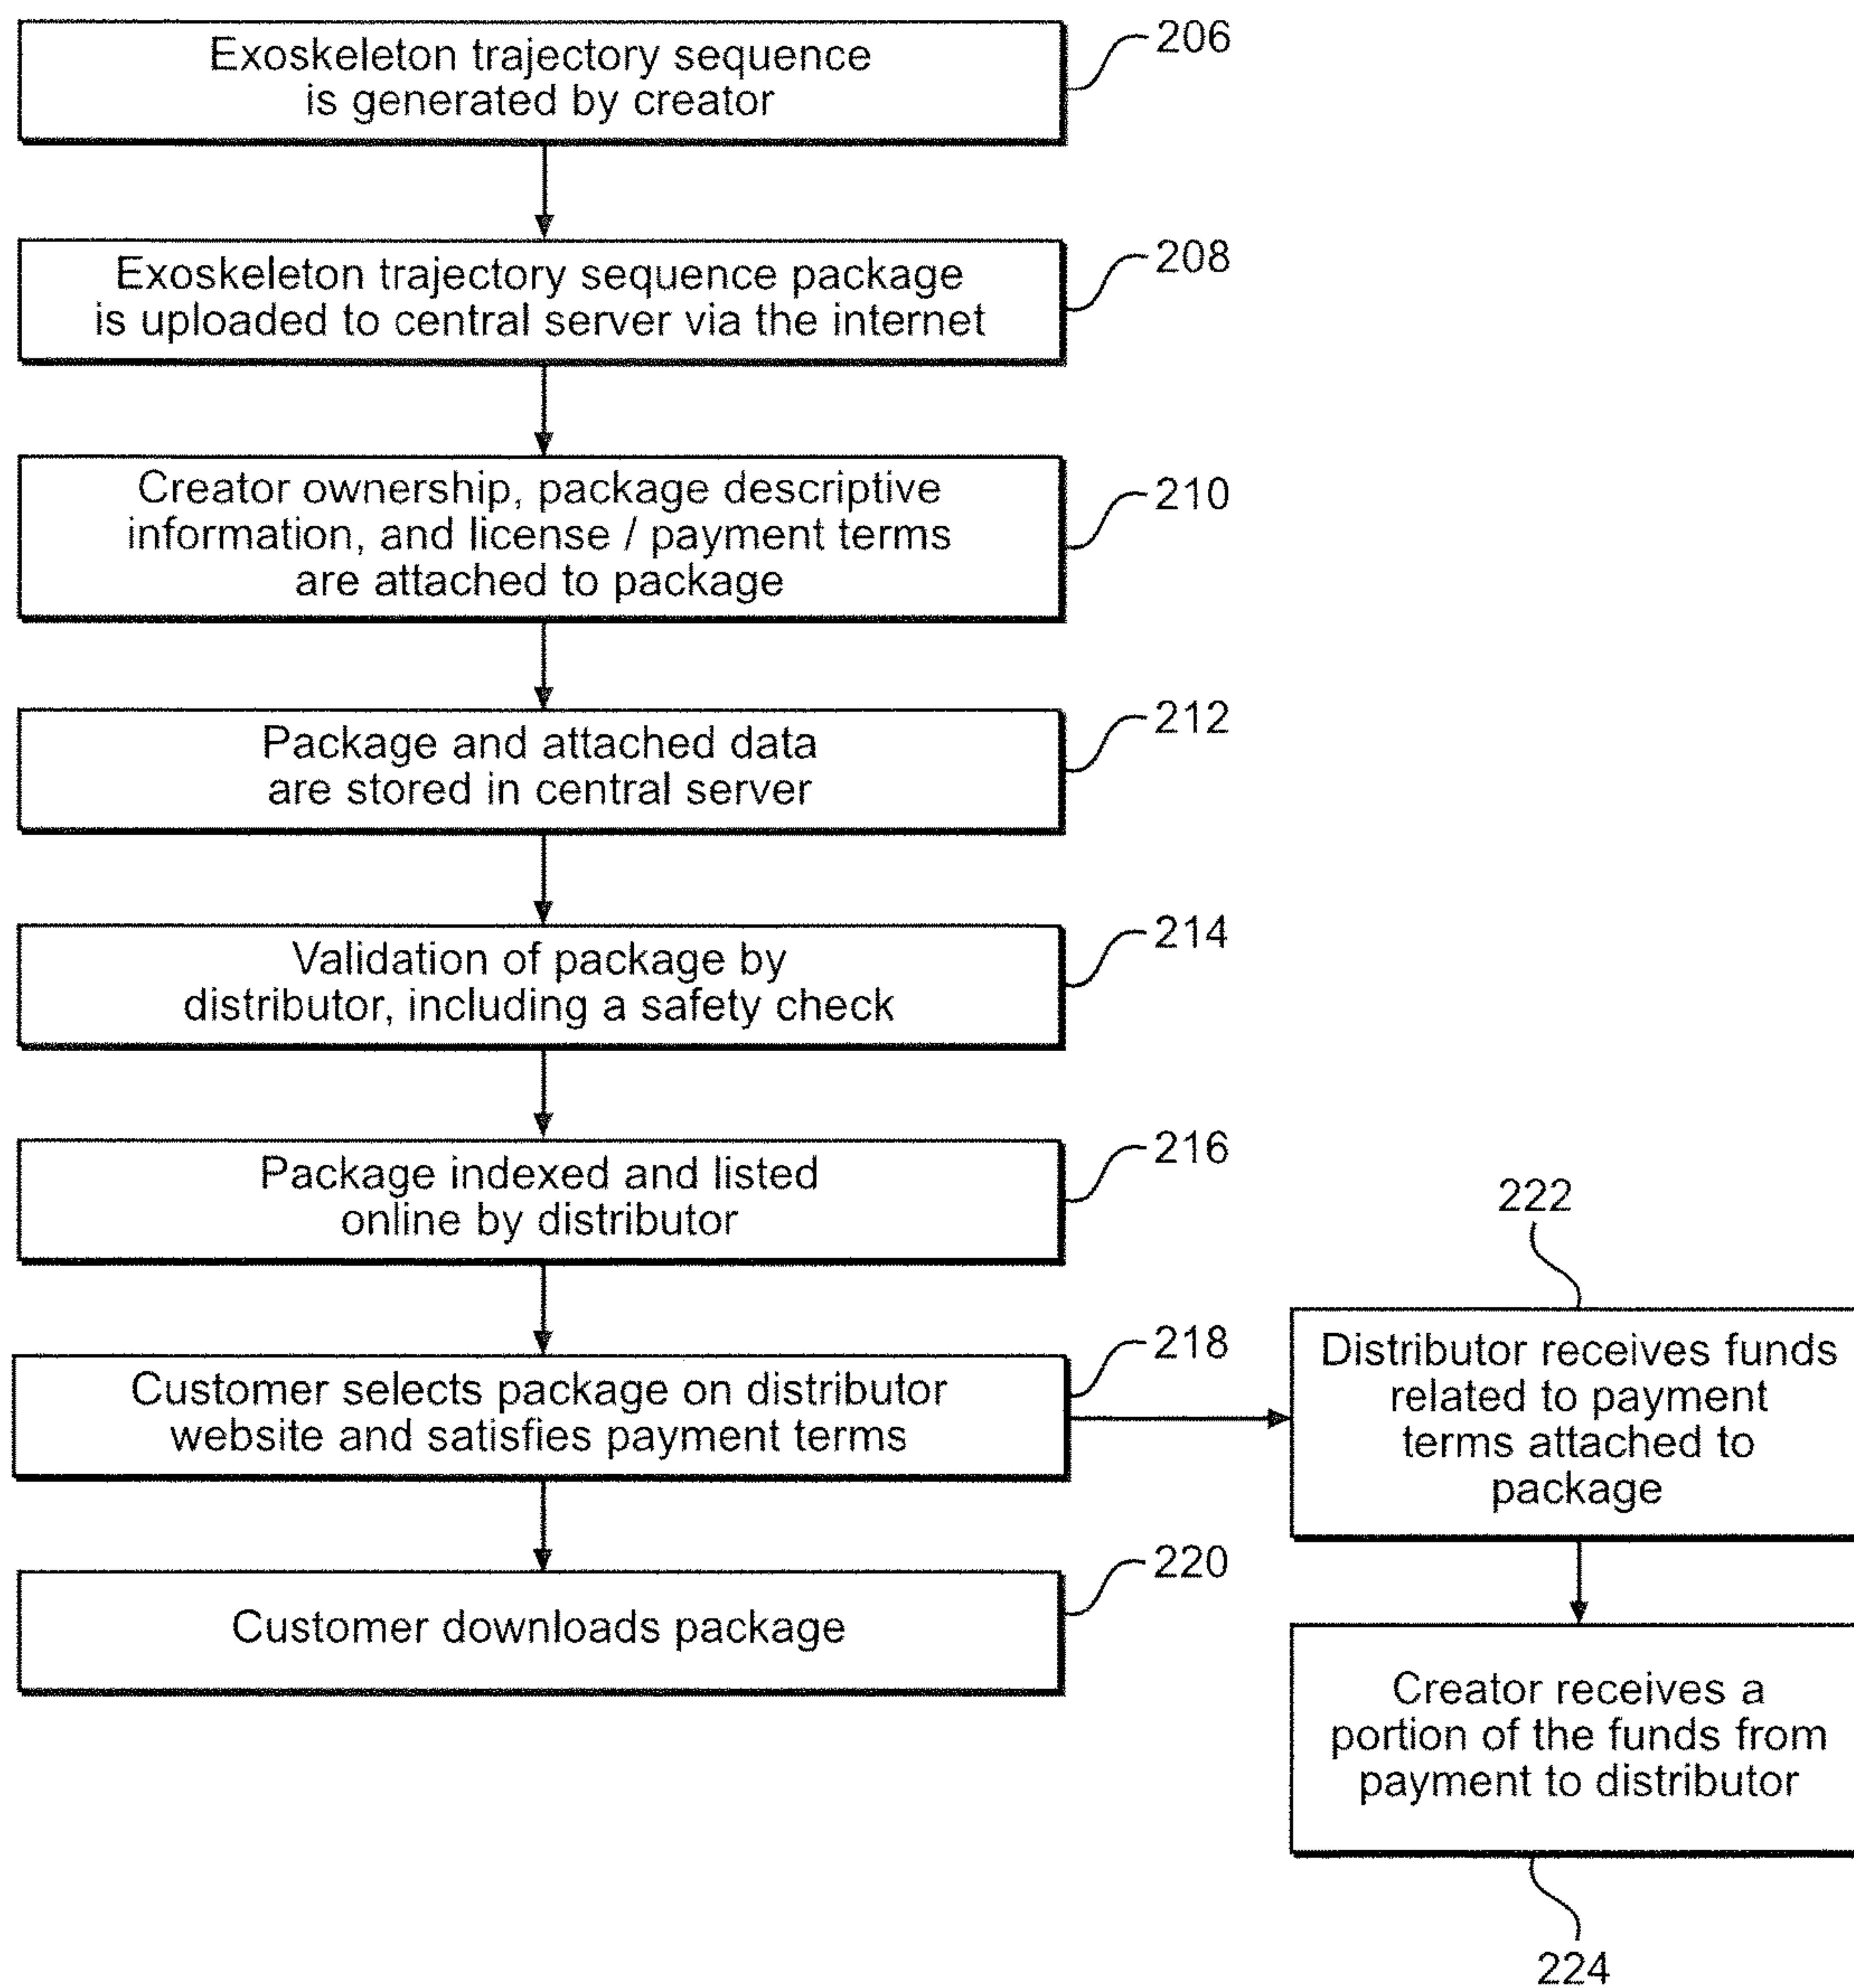 Exoskeleton trajectory sequence
is generated by creator
206
Exoskeleton trajectory sequence package
is uploaded to central server via the internet
208
Creator ownership, package descriptive
information, and license / payment terms
are attached to package
210
Package and attached data
are stored in central server
212
Validation of package by
distributor, including a safety check
214
Package indexed and listed
online by distributor
216
Customer selects package on distributor
website and satisfies payment terms
218
Customer downloads package
220
222
Distributor receives funds
related to payment
terms attached to
package
Creator receives a
portion of the funds from
payment to distributor
224